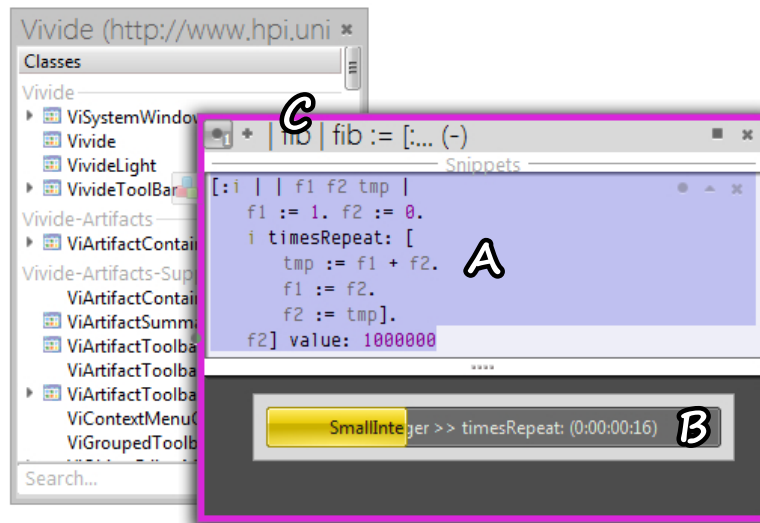 Vivide (http://www.hpi.uni
Classes
Vivide
ViSystemWindow
Vivide
VivideLight
VivideToolBar
Vivide-Artifacts
ViArtifactContai
Vivide-Artifacts-Sup
ViArtifactContai
ViArtifactSumma
ViArtifactToolba
ViArtifactToolba
ViArtifactToolba
ViContextMenuC
ViGroupedToolb
Search...
C
1
| fib | fib := [:... (-)
Snippets
[:i | | f1 f2 tmp |
f1 := 1. f2 := 0.
i timesRepeat: [
tmp := f1 + f2.
f1 := f2.
f2 := tmp].
f2] value: 1000000
A
SmallInteger >> timesRepeat: (0:00:00:16)
B